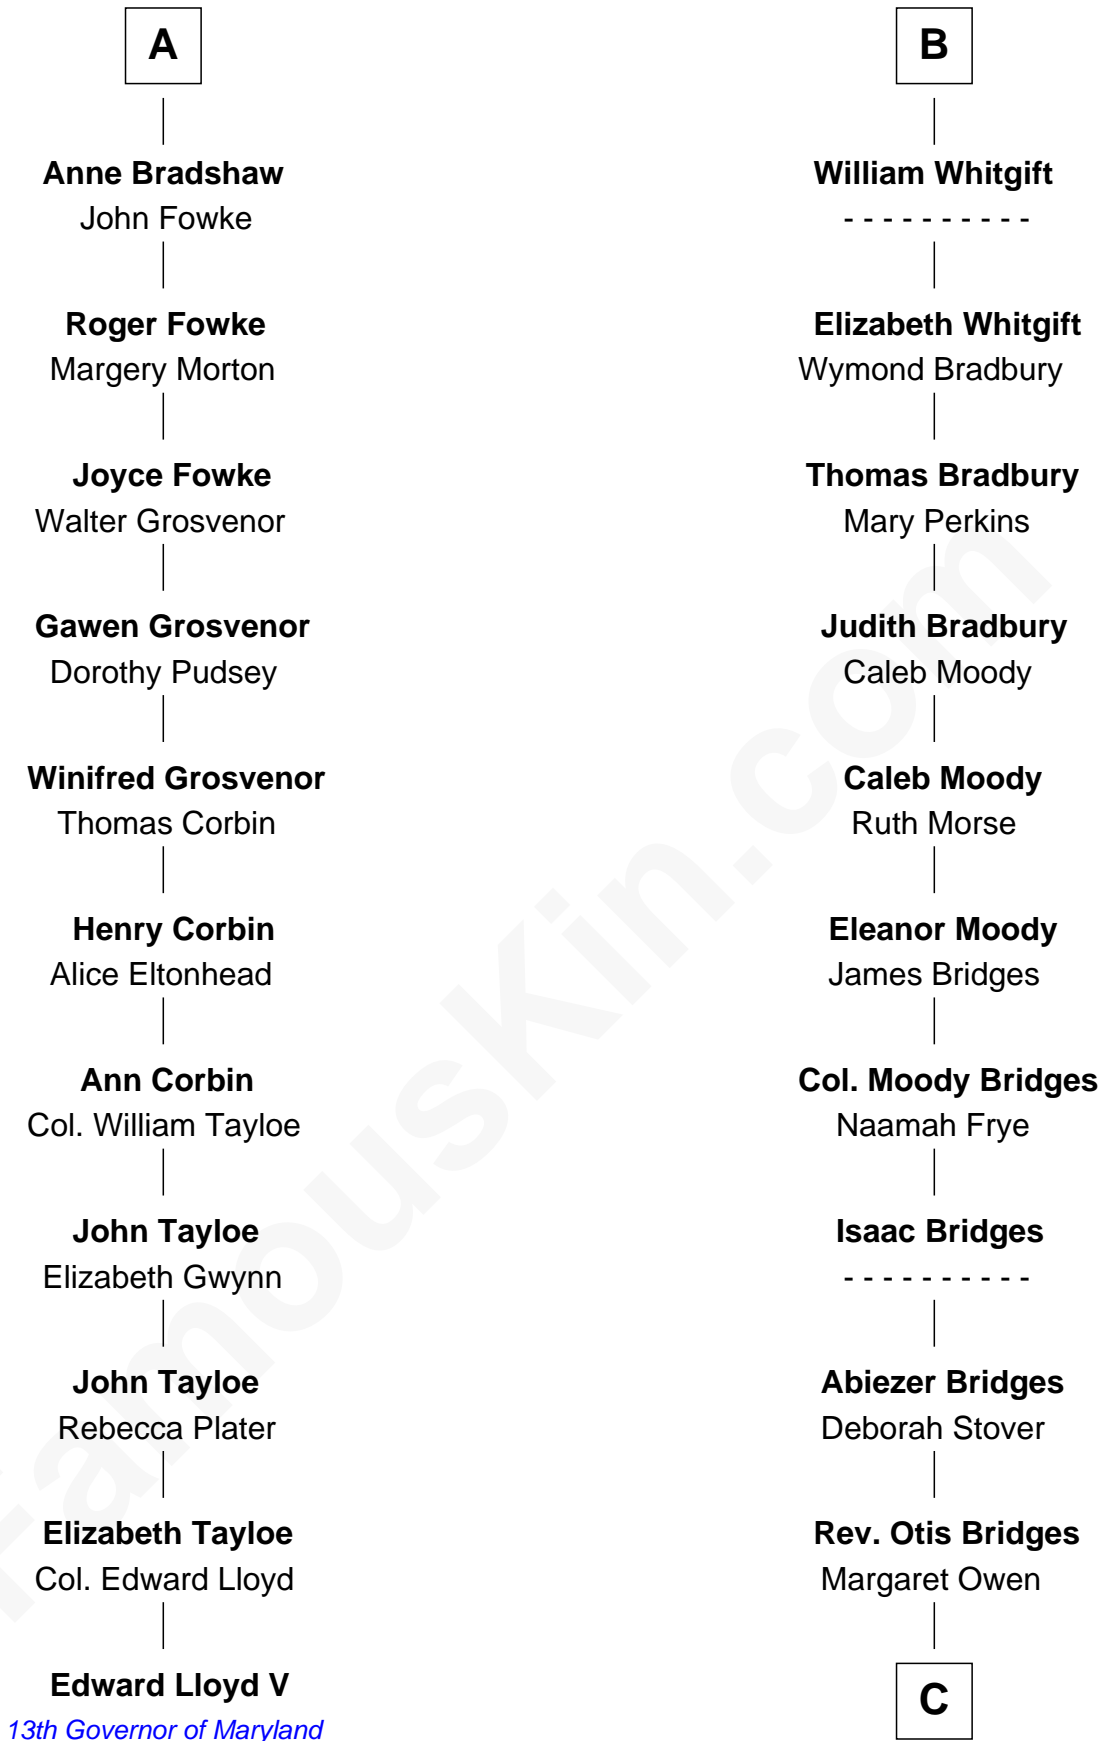 A
Anne Bradshaw
John Fowke
Roger Fowke
Margery Morton
Joyce Fowke
Walter Grosvenor
Gawen Grosvenor
Dorothy Pudsey
Winifred Grosvenor
Thomas Corbin
Henry Corbin
Alice Eltonhead
Ann Corbin
Col. William Tayloe
John Tayloe
Elizabeth Gwynn
John Tayloe
Rebecca Plater
Elizabeth Tayloe
Col. Edward Lloyd
Edward Lloyd V
13th Governor of Maryland
B
William Whitgift
- - - - - - - - - -
Elizabeth Whitgift
Wymond Bradbury
Thomas Bradbury
Mary Perkins
Judith Bradbury
Caleb Moody
Caleb Moody
Ruth Morse
Eleanor Moody
James Bridges
Col. Moody Bridges
Naamah Frye
Isaac Bridges
- - - - - - - - - -
Abiezer Bridges
Deborah Stover
Rev. Otis Bridges
Margaret Owen
C
FamousKin.com